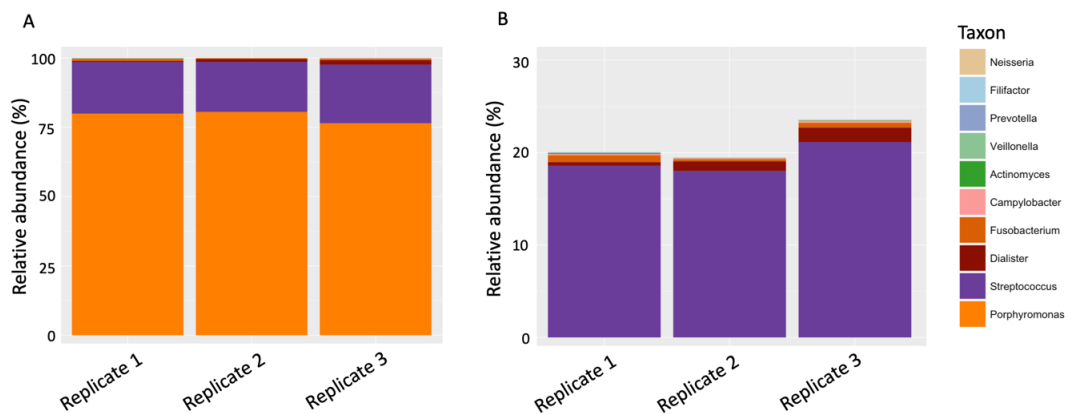 A
Relative abundance (%)
100
75
50
25
0
Replicate 1
Replicate 2
Replicate 3
B
Relative abundance (%)
30
20
10
0
Replicate 1
Replicate 2
Replicate 3
Taxon
Neisseria
Filifactor
Prevotella
Veillonella
Actinomyces
Campylobacter
Fusobacterium
Dialister
Streptococcus
Porphyromonas